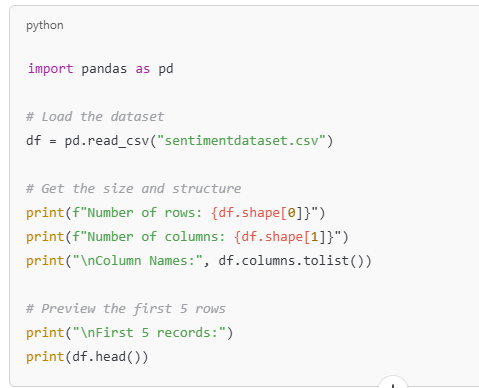 python
import pandas as pd
# Load the dataset
df = pd.read_csv("sentimentdataset.csv")
# Get the size and structure
print(f"Number of rows: {df.shape[0]}")
print(f"Number of columns: {df.shape[1]}")
print("\nColumn Names:", df.columns.tolist())
# Preview the first 5 rows
print("\nFirst 5 records:")
print(df.head())